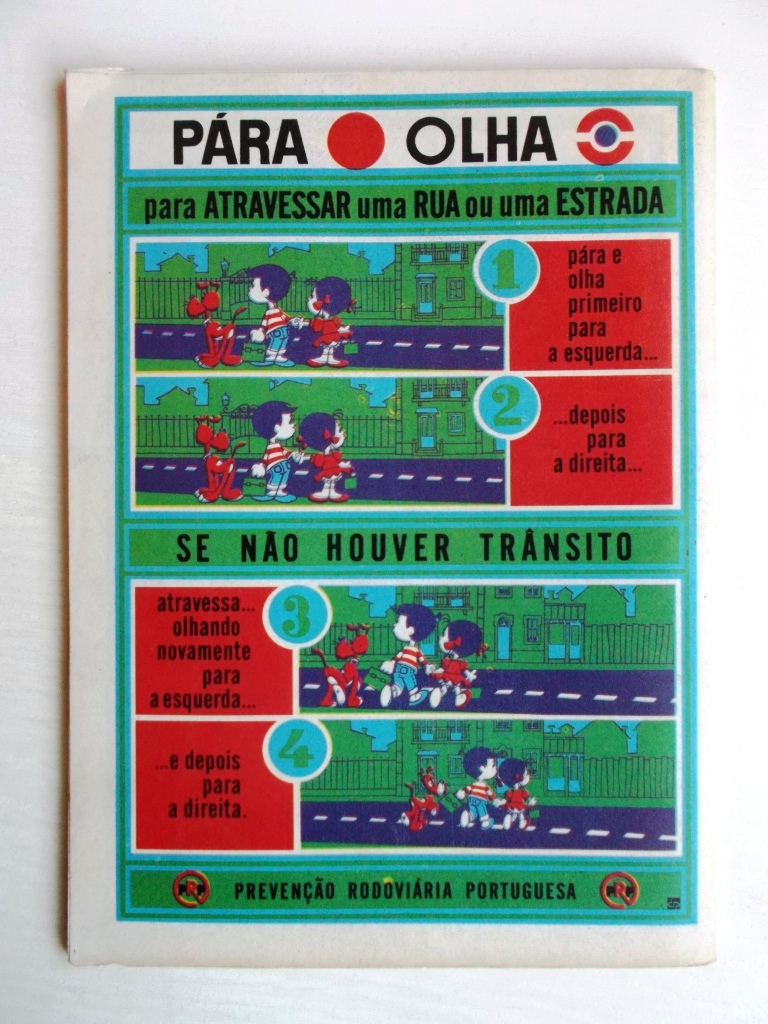 PÁRA OLHA
para ATRAVESSAR uma RUA ou uma ESTRADA
1
pára e
olha
primeiro
para
a esquerda...
2
...depois
para
a direita...
SE NÃO HOUVER TRÂNSITO
3
atravessa...
olhando
novamente
para
a esquerda...
4
...e depois
para
a direita.
PRP PREVENÇÃO RODOVIÁRIA PORTUGUESA PRP